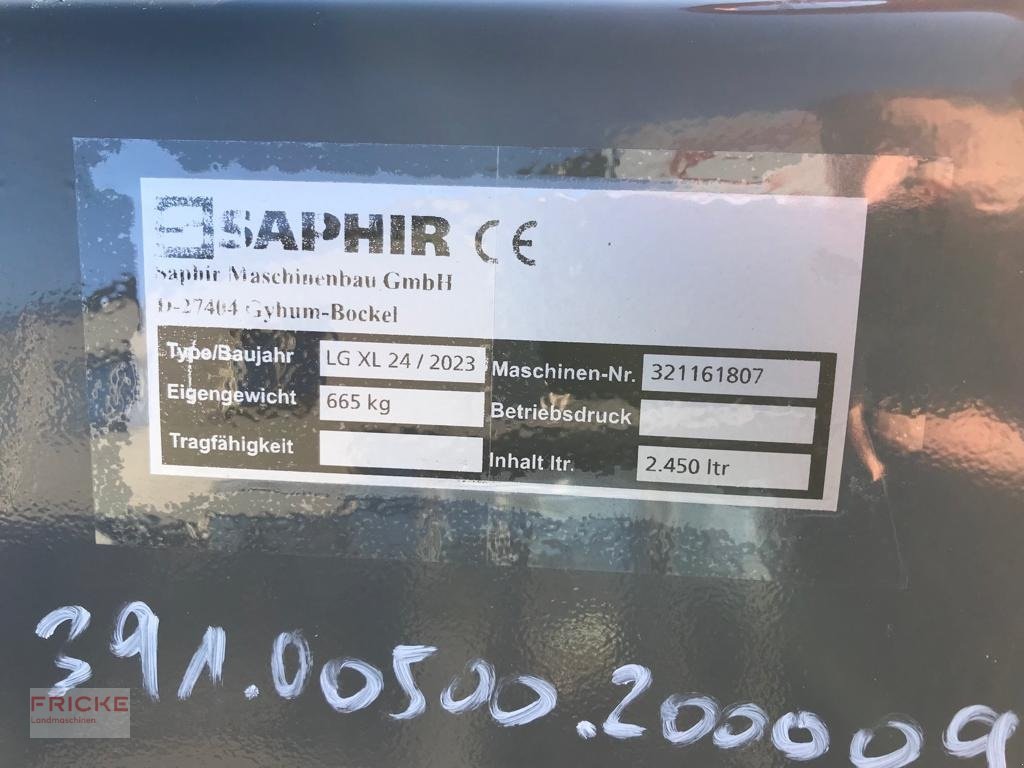 SAPHIR CE
Saphir Maschinenbau GmbH
D-27404 Gyhum-Bockel
Type/Baujahr LG XL 24 / 2023 Maschinen-Nr. 321161807
Eigengewicht 665 kg Betriebsdruck
Tragfähigkeit Inhalt ltr. 2.450 ltr
391.00500.2000009
FRICKE
Landmaschinen